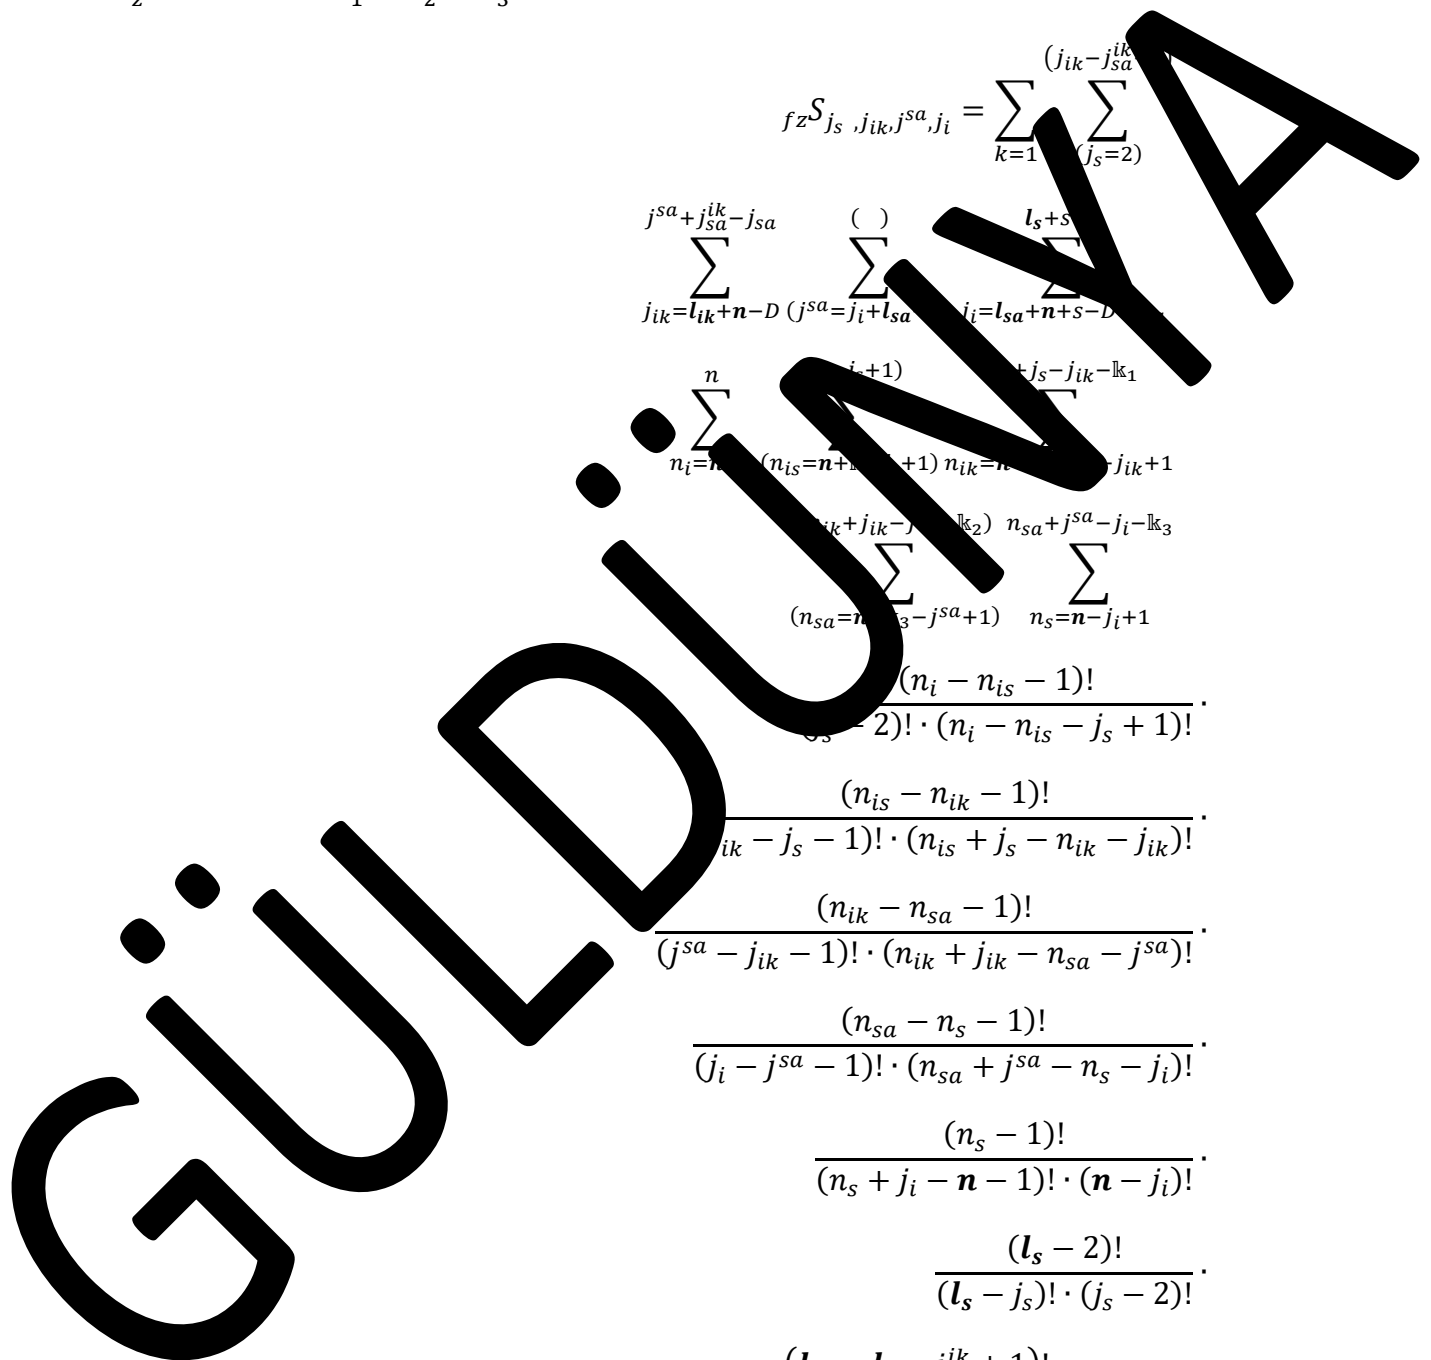 fzS_{j_s ,j_{ik},j^{sa},j_i} = ∑_{k=1} ∑_{(j_s=2)}^{(j_{ik}-j_{sa}^{ik}
∑_{j_{ik}=l_{ik}+n-D}^{j^{sa}+j_{sa}^{ik}-j_{sa}} ∑_{(j^{sa}=j_i+l_{sa}}^{( )} ∑_{j_i=l_{sa}+n+s-D}^{l_s+s}
∑_{n_i=n}^{n} ∑_{(n_{is}=n+ +1)}^{j_s+1)} ∑_{n_{ik}=n -j_{ik}+1}^{+j_s-j_{ik}-𝕜_1}
∑_{(n_{sa}=n _3-j^{sa}+1)}^{_{ik}+j_{ik}-j 𝕜_2)} ∑_{n_s=n-j_i+1}^{n_{sa}+j^{sa}-j_i-𝕜_3}
(n_i − n_{is} − 1)!
(j_s − 2)! · (n_i − n_{is} − j_s + 1)! ·
(n_{is} − n_{ik} − 1)!
_{ik} − j_s − 1)! · (n_{is} + j_s − n_{ik} − j_{ik})! ·
(n_{ik} − n_{sa} − 1)!
(j^{sa} − j_{ik} − 1)! · (n_{ik} + j_{ik} − n_{sa} − j^{sa})! ·
(n_{sa} − n_s − 1)!
(j_i − j^{sa} − 1)! · (n_{sa} + j^{sa} − n_s − j_i)! ·
(n_s − 1)!
(n_s + j_i − n − 1)! · (n − j_i)! ·
(l_s − 2)!
(l_s − j_s)! · (j_s − 2)! ·
GÜLDÜNYA